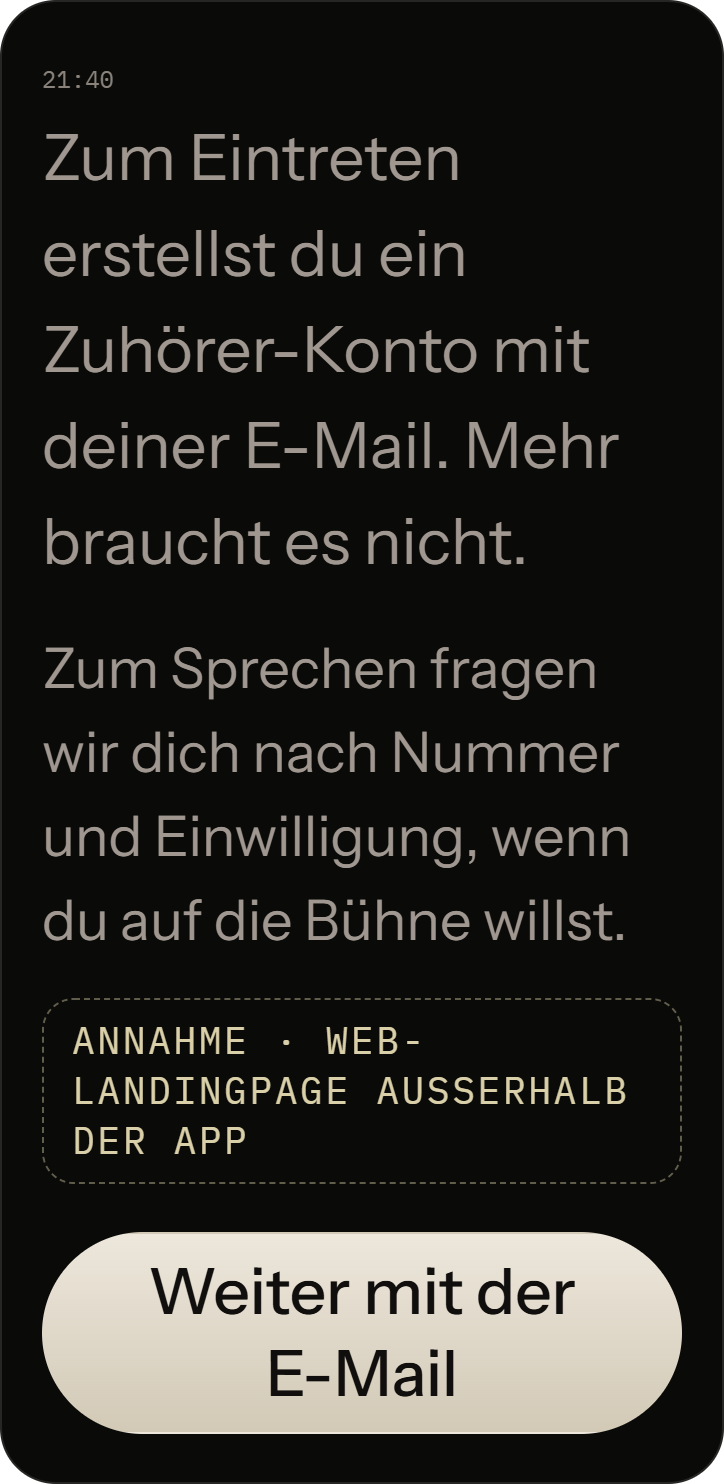 21:40
Zum Eintreten
erstellst du ein
Zuhörer-Konto mit
deiner E-Mail. Mehr
braucht es nicht.
Zum Sprechen fragen
wir dich nach Nummer
und Einwilligung, wenn
du auf die Bühne willst.
ANNAHME · WEB-
LANDINGPAGE AUSSERHALB
DER APP
Weiter mit der
E-Mail